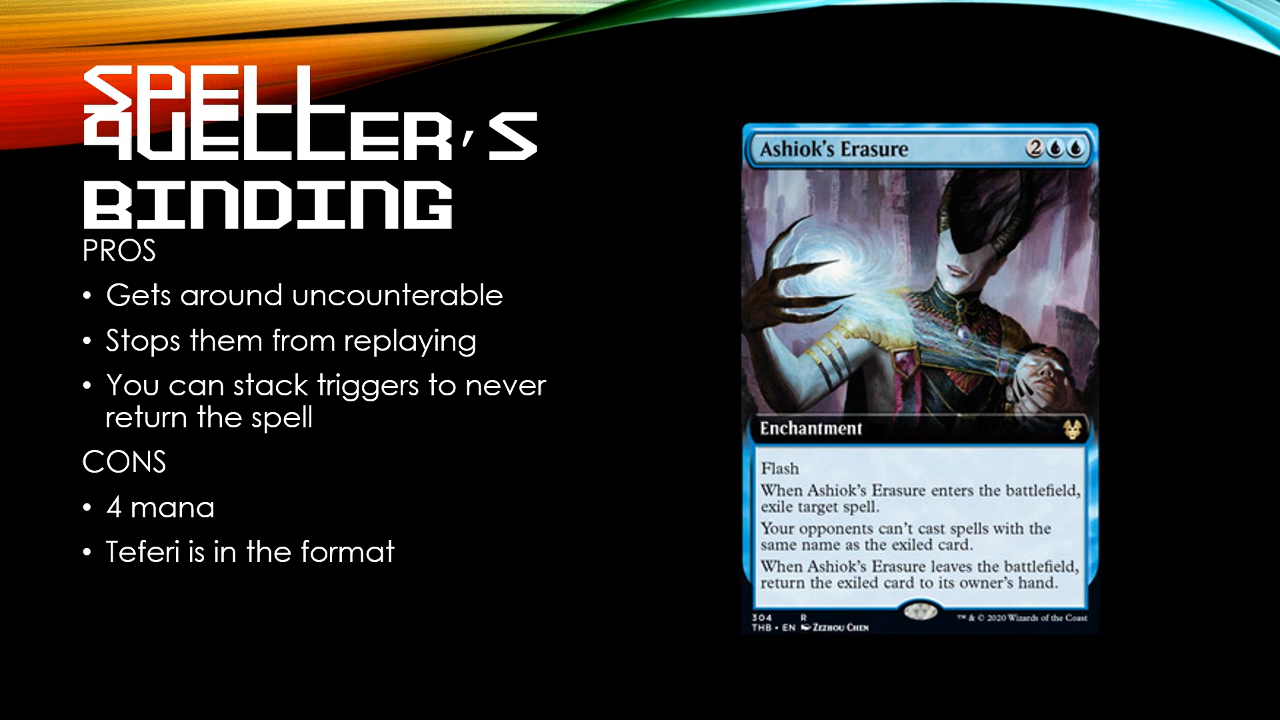 SPELL
QUELLER'S
BINDING
PROS
• Gets around uncounterable
• Stops them from replaying
• You can stack triggers to never
return the spell
CONS
• 4 mana
• Teferi is in the format
Ashiok's Erasure 2
Enchantment
Flash
When Ashiok's Erasure enters the battlefield,
exile target spell.
Your opponents can't cast spells with the
same name as the exiled card.
When Ashiok's Erasure leaves the battlefield,
return the exiled card to its owner's hand.
304 R
THB • EN Zezhou Chen
™ & © 2020 Wizards of the Coast